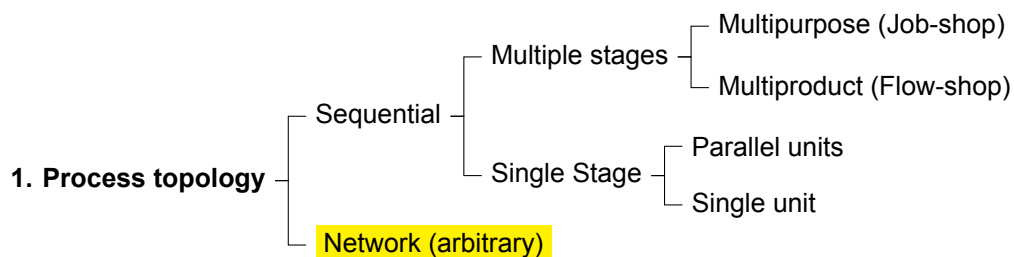 Multipurpose (Job-shop)
Multiple stages
Multiproduct (Flow-shop)
Sequential
Parallel units
Single Stage
1. Process topology
Single unit
Network (arbitrary)